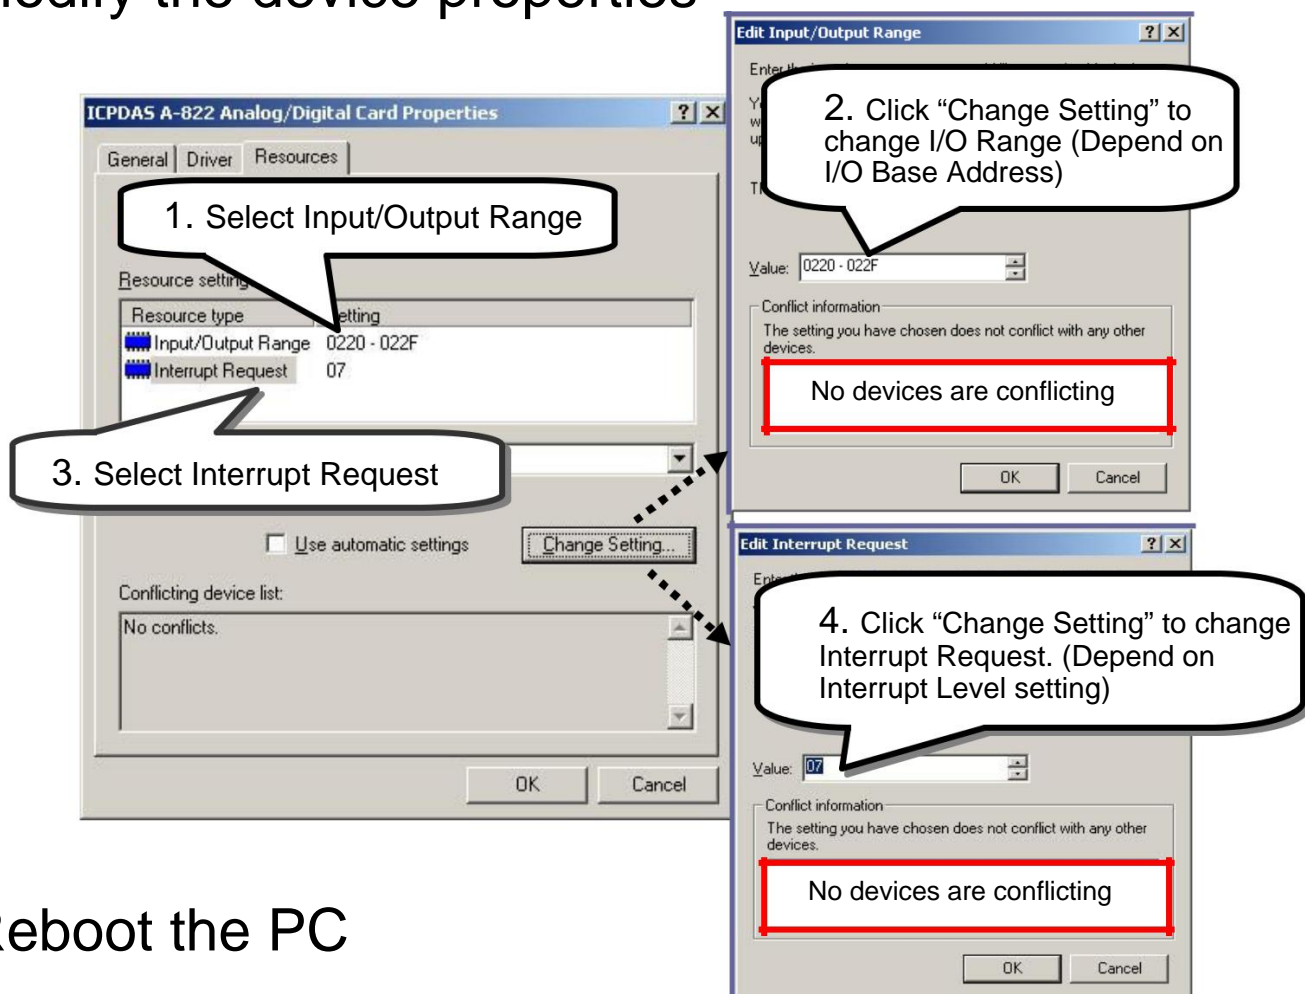 odify the device properties
ICPDAS A-822 Analog/Digital Card Properties
General Driver Resources
1. Select Input/Output Range
Resource setting
Resource type etting
Input/Output Range 0220 - 022F
Interrupt Request 07
3. Select Interrupt Request
Use automatic settings Change Setting...
Conflicting device list:
No conflicts.
OK Cancel
Edit Input/Output Range
2. Click “Change Setting” to
change I/O Range (Depend on
I/O Base Address)
Value: 0220 - 022F
Conflict information
The setting you have chosen does not conflict with any other
devices.
No devices are conflicting
OK Cancel
Edit Interrupt Request
4. Click “Change Setting” to change
Interrupt Request. (Depend on
Interrupt Level setting)
Value: 07
Conflict information
The setting you have chosen does not conflict with any other
devices.
No devices are conflicting
OK Cancel
eboot the PC